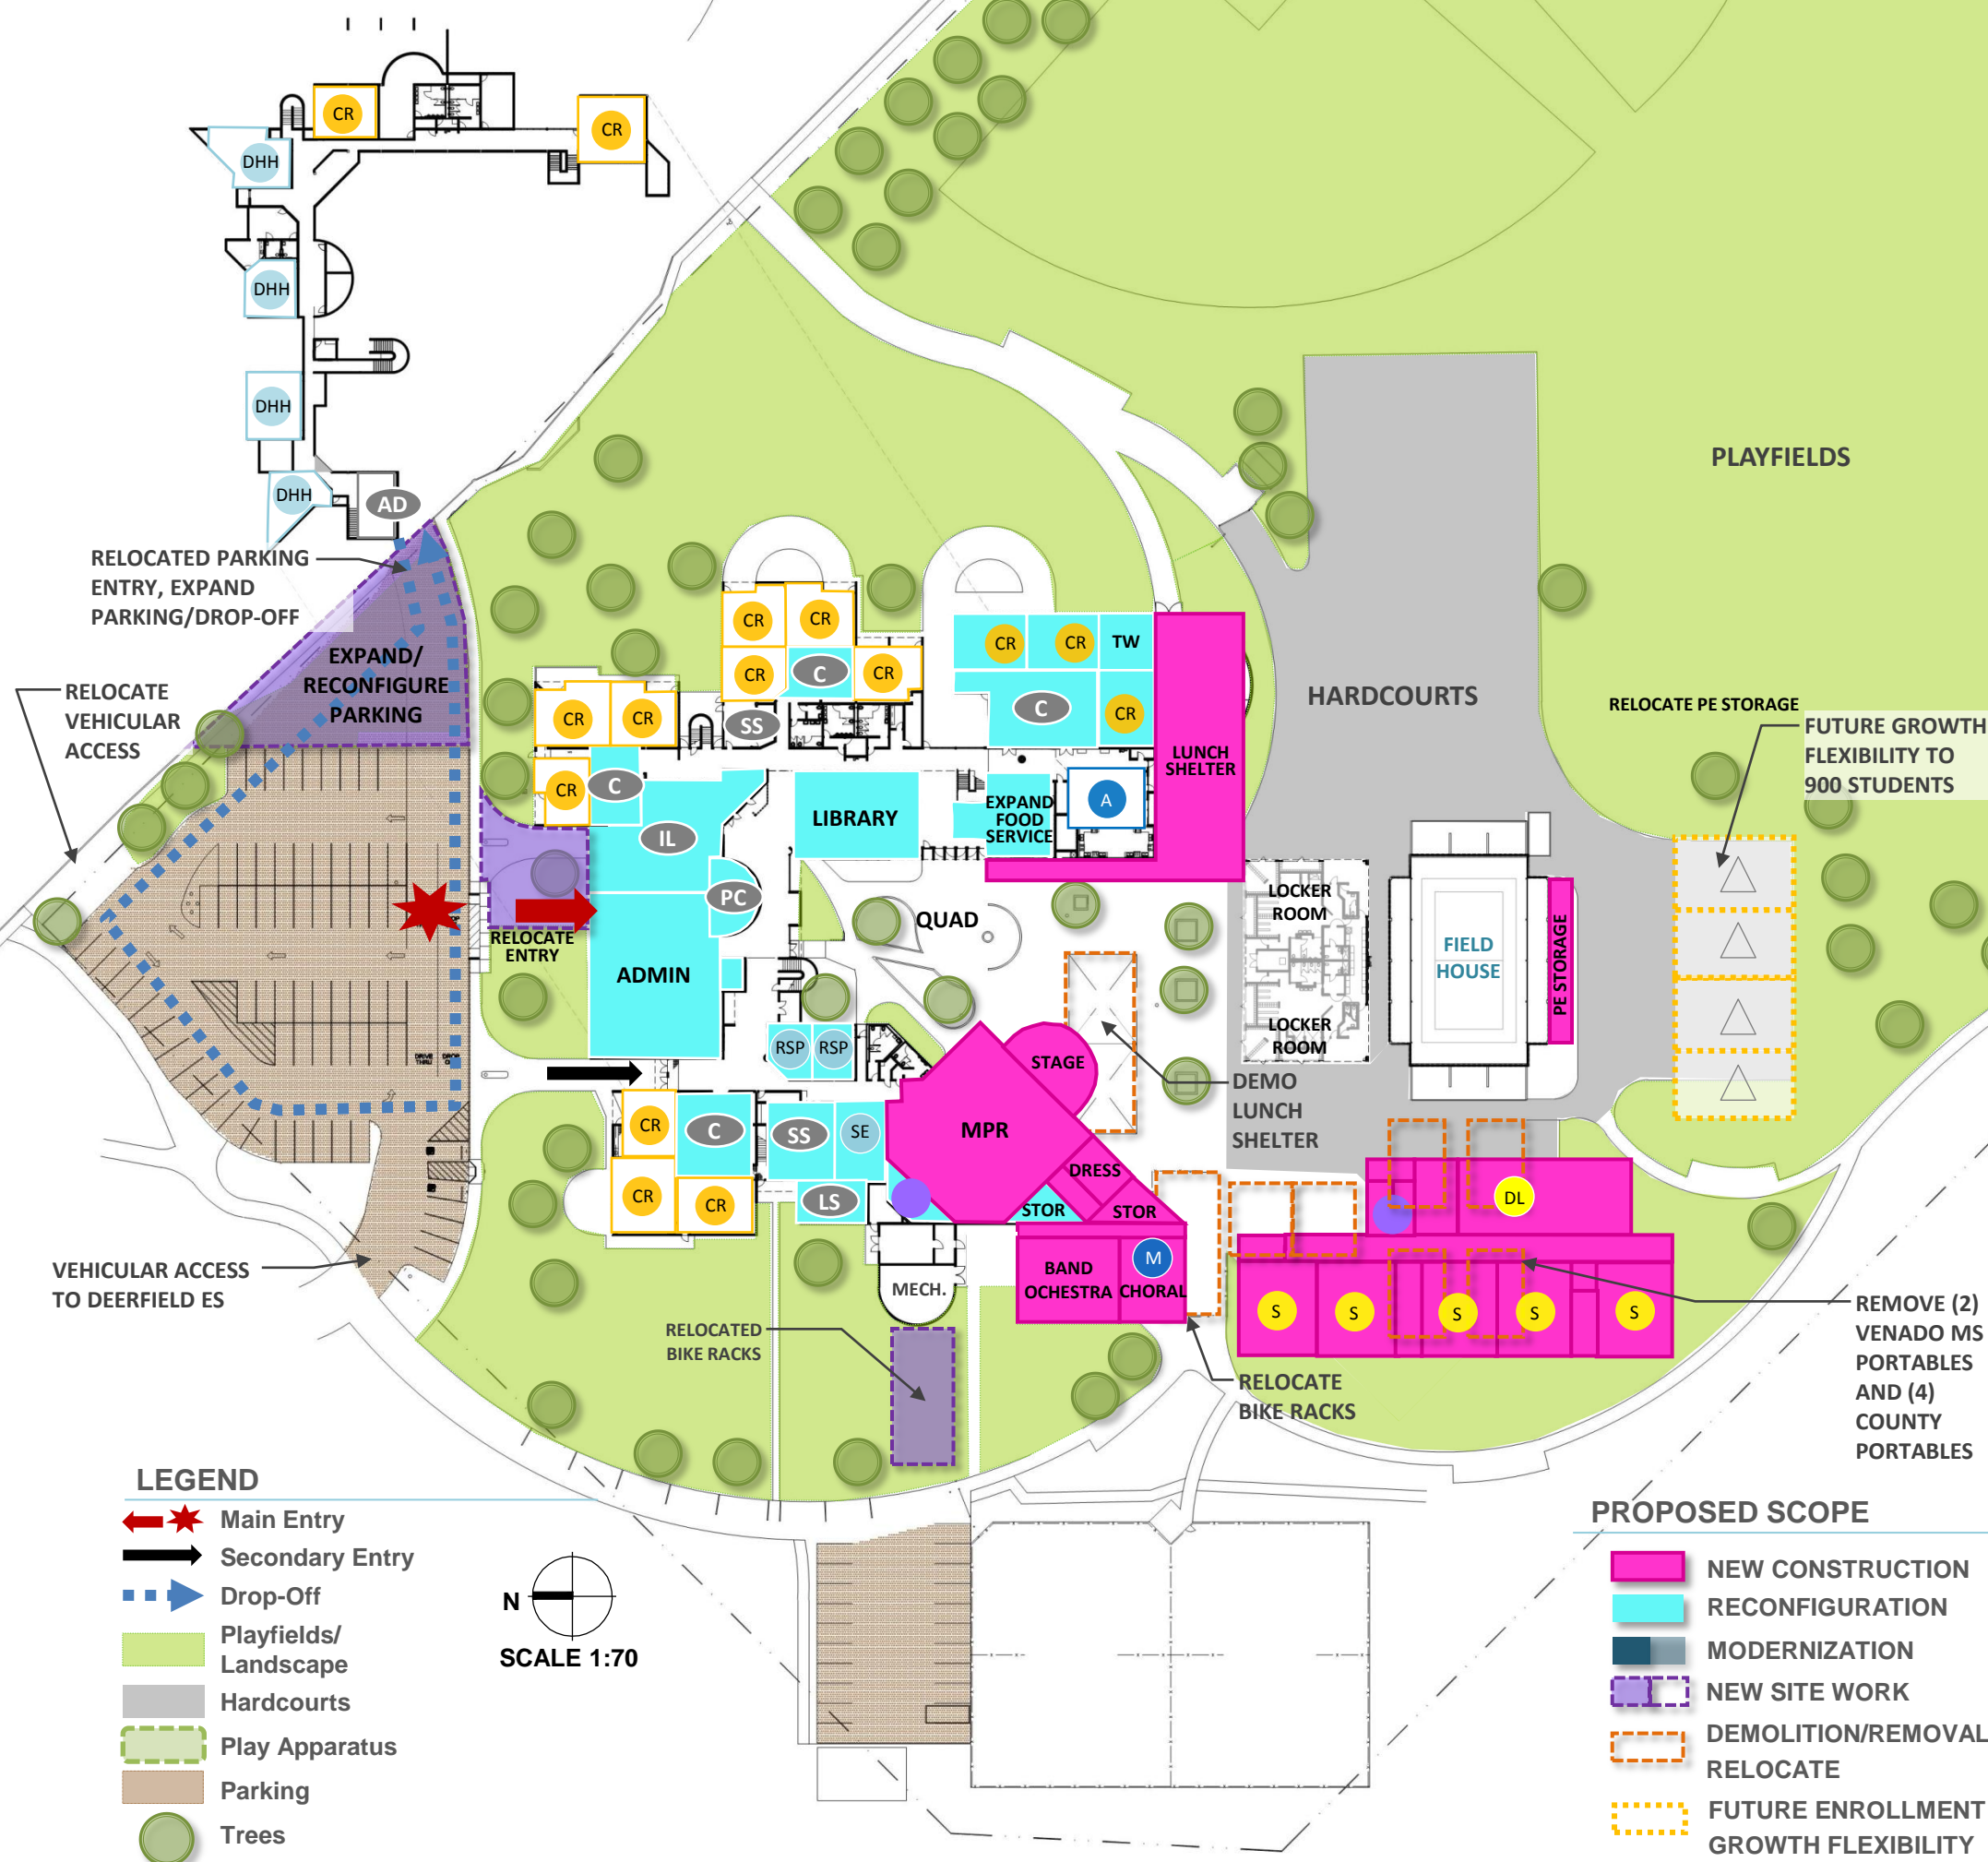 CR
CR
DHH
DHH
DHH
DHH
AD
RELOCATED PARKING
ENTRY, EXPAND
PARKING/DROP-OFF
EXPAND/
RECONFIGURE
PARKING
RELOCATE
VEHICULAR
ACCESS
PLAYFIELDS
HARDCOURTS
RELOCATE PE STORAGE
FUTURE GROWTH
FLEXIBILITY TO
900 STUDENTS
CR
CR
CR
C
CR
SS
CR
CR
CR
C
CR
CR
TW
C
CR
LUNCH
SHELTER
IL
PC
LIBRARY
EXPAND
FOOD
SERVICE
A
QUAD
RELOCATE
ENTRY
ADMIN
LOCKER
ROOM
FIELD
HOUSE
PE STORAGE
LOCKER
ROOM
RSP
RSP
STAGE
DEMO
LUNCH
SHELTER
DRIVE
THRU
DROP
CR
C
SS
SE
MPR
DRESS
CR
CR
LS
STOR
STOR
DL
VEHICULAR ACCESS
TO DEERFIELD ES
MECH.
BAND
OCHESTRA
M
CHORAL
S
S
S
S
S
RELOCATED
BIKE RACKS
RELOCATE
BIKE RACKS
REMOVE (2)
VENADO MS
PORTABLES
AND (4)
COUNTY
PORTABLES
LEGEND
Main Entry
Secondary Entry
Drop-Off
Playfields/
Landscape
Hardcourts
Play Apparatus
Parking
Trees
N
SCALE 1:70
PROPOSED SCOPE
NEW CONSTRUCTION
RECONFIGURATION
MODERNIZATION
NEW SITE WORK
DEMOLITION/REMOVAL
RELOCATE
FUTURE ENROLLMENT
GROWTH FLEXIBILITY